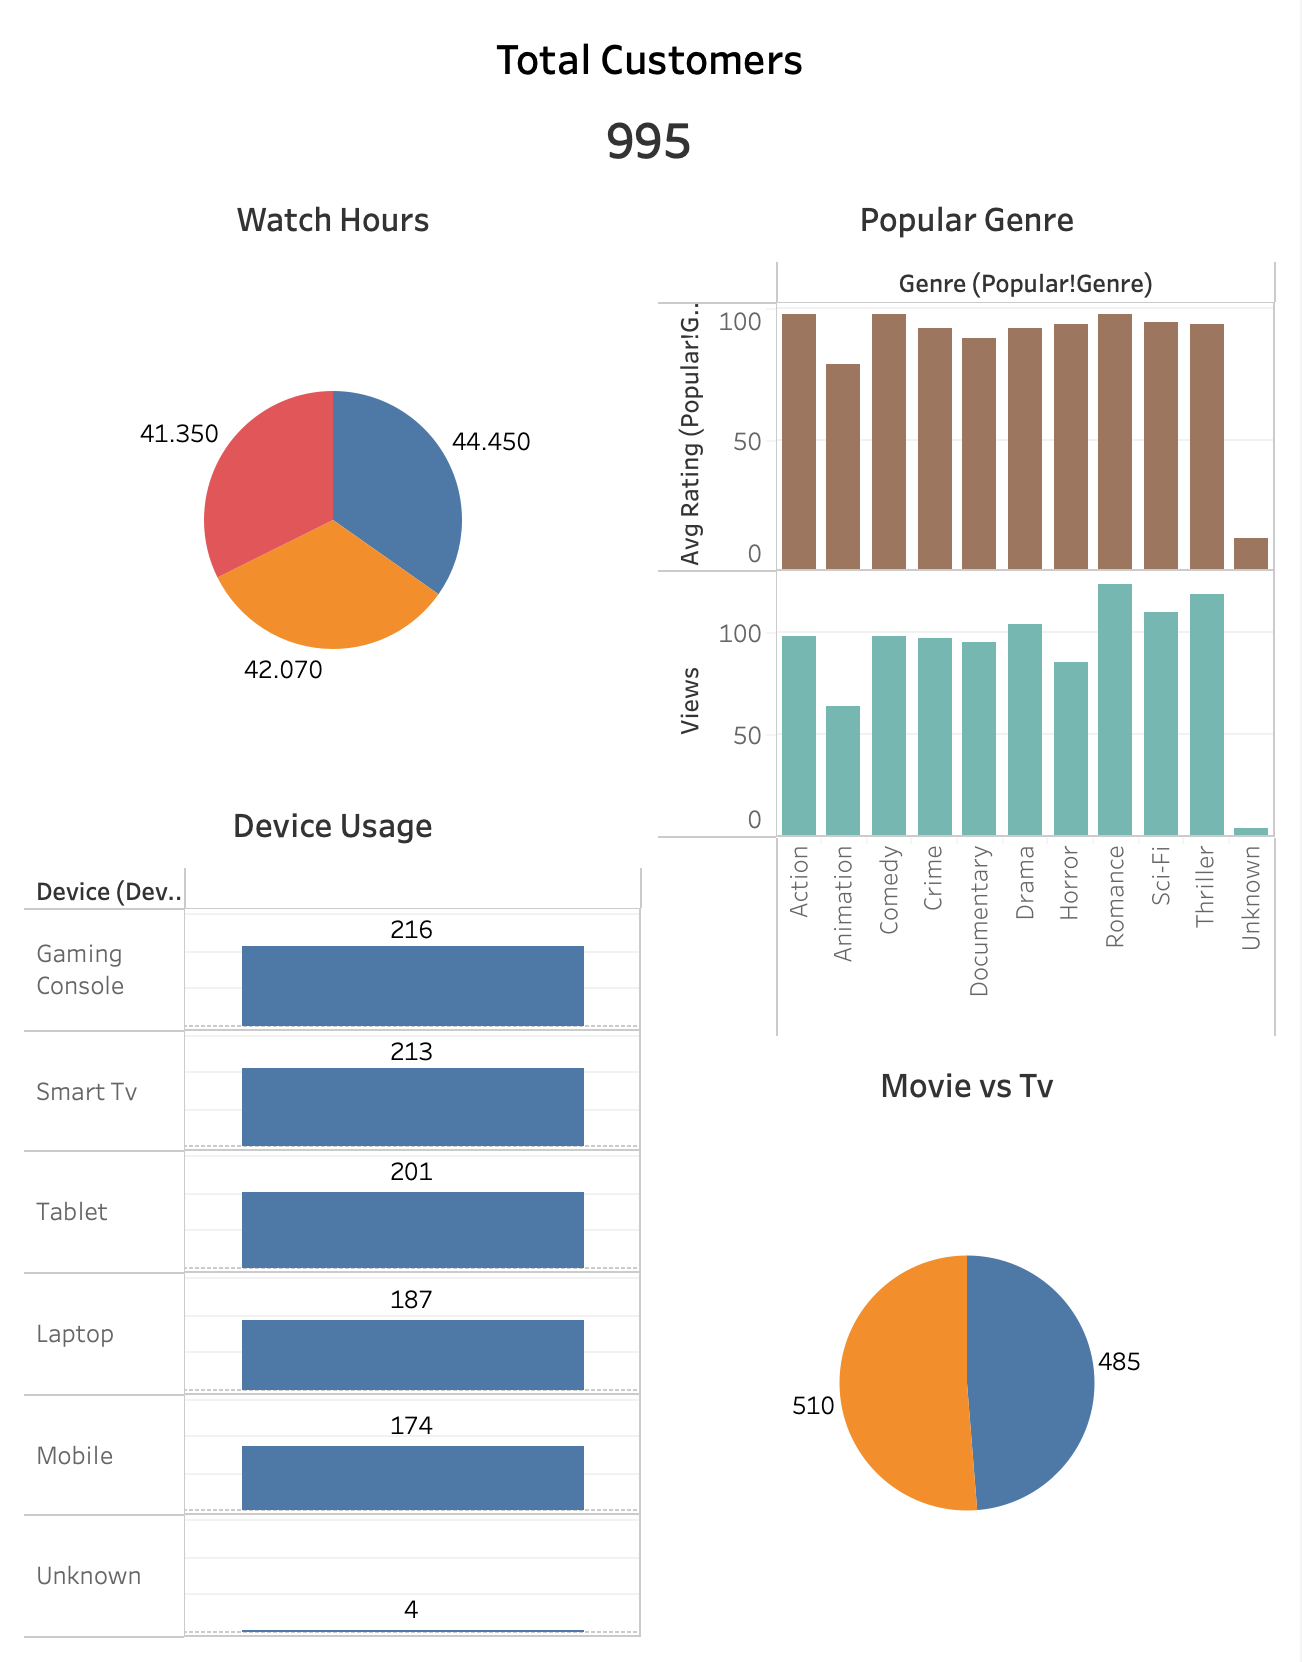 Total Customers
995
Watch Hours
41.350
44.450
42.070
Popular Genre
Genre (Popular!Genre)
Avg Rating (Popular!G..
100
50
0
Views
100
50
0
Action
Animation
Comedy
Crime
Documentary
Drama
Horror
Romance
Sci-Fi
Thriller
Unknown
Device Usage
Device (Dev..
Gaming
Console
216
Smart Tv
213
Tablet
201
Laptop
187
Mobile
174
Unknown
4
Movie vs Tv
485
510